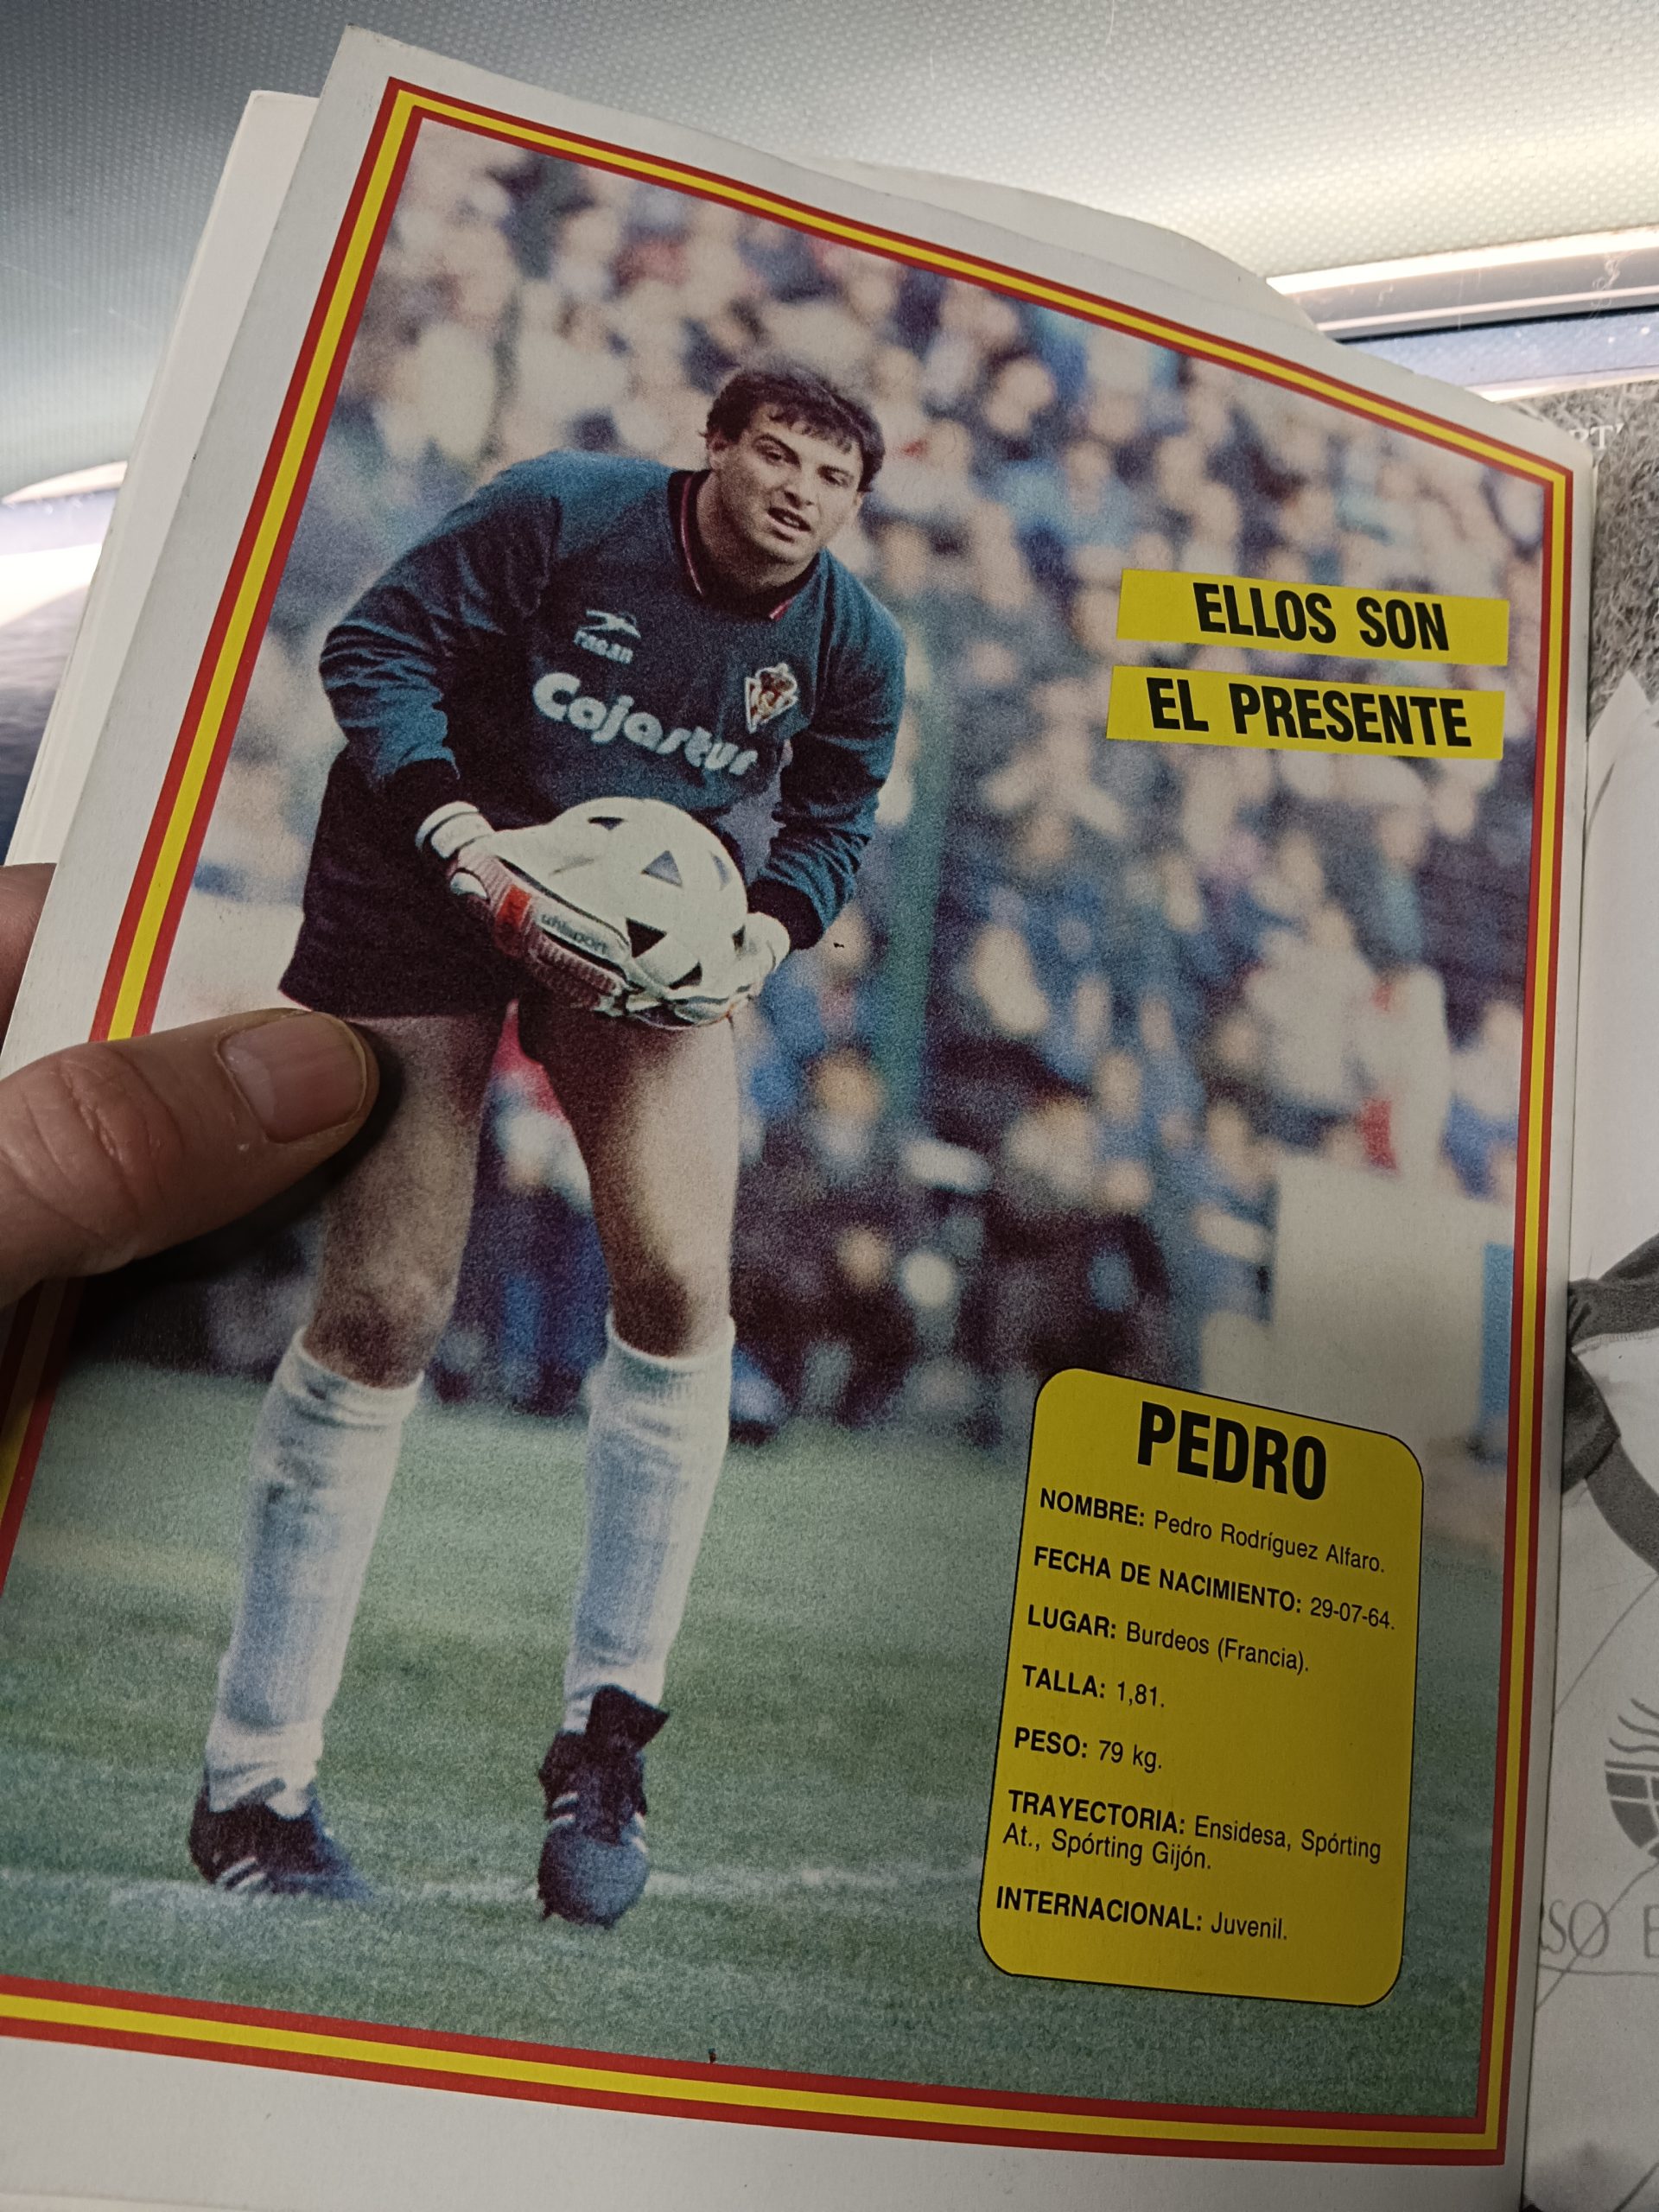 ELLOS SON
EL PRESENTE
Cajastur
uhlsport
PEDRO
NOMBRE: Pedro Rodríguez Alfaro.
FECHA DE NACIMIENTO: 29-07-64.
LUGAR: Burdeos (Francia).
TALLA: 1,81.
PESO: 79 kg.
TRAYECTORIA: Ensidesa, Spórting
At., Spórting Gijón.
INTERNACIONAL: Juvenil.